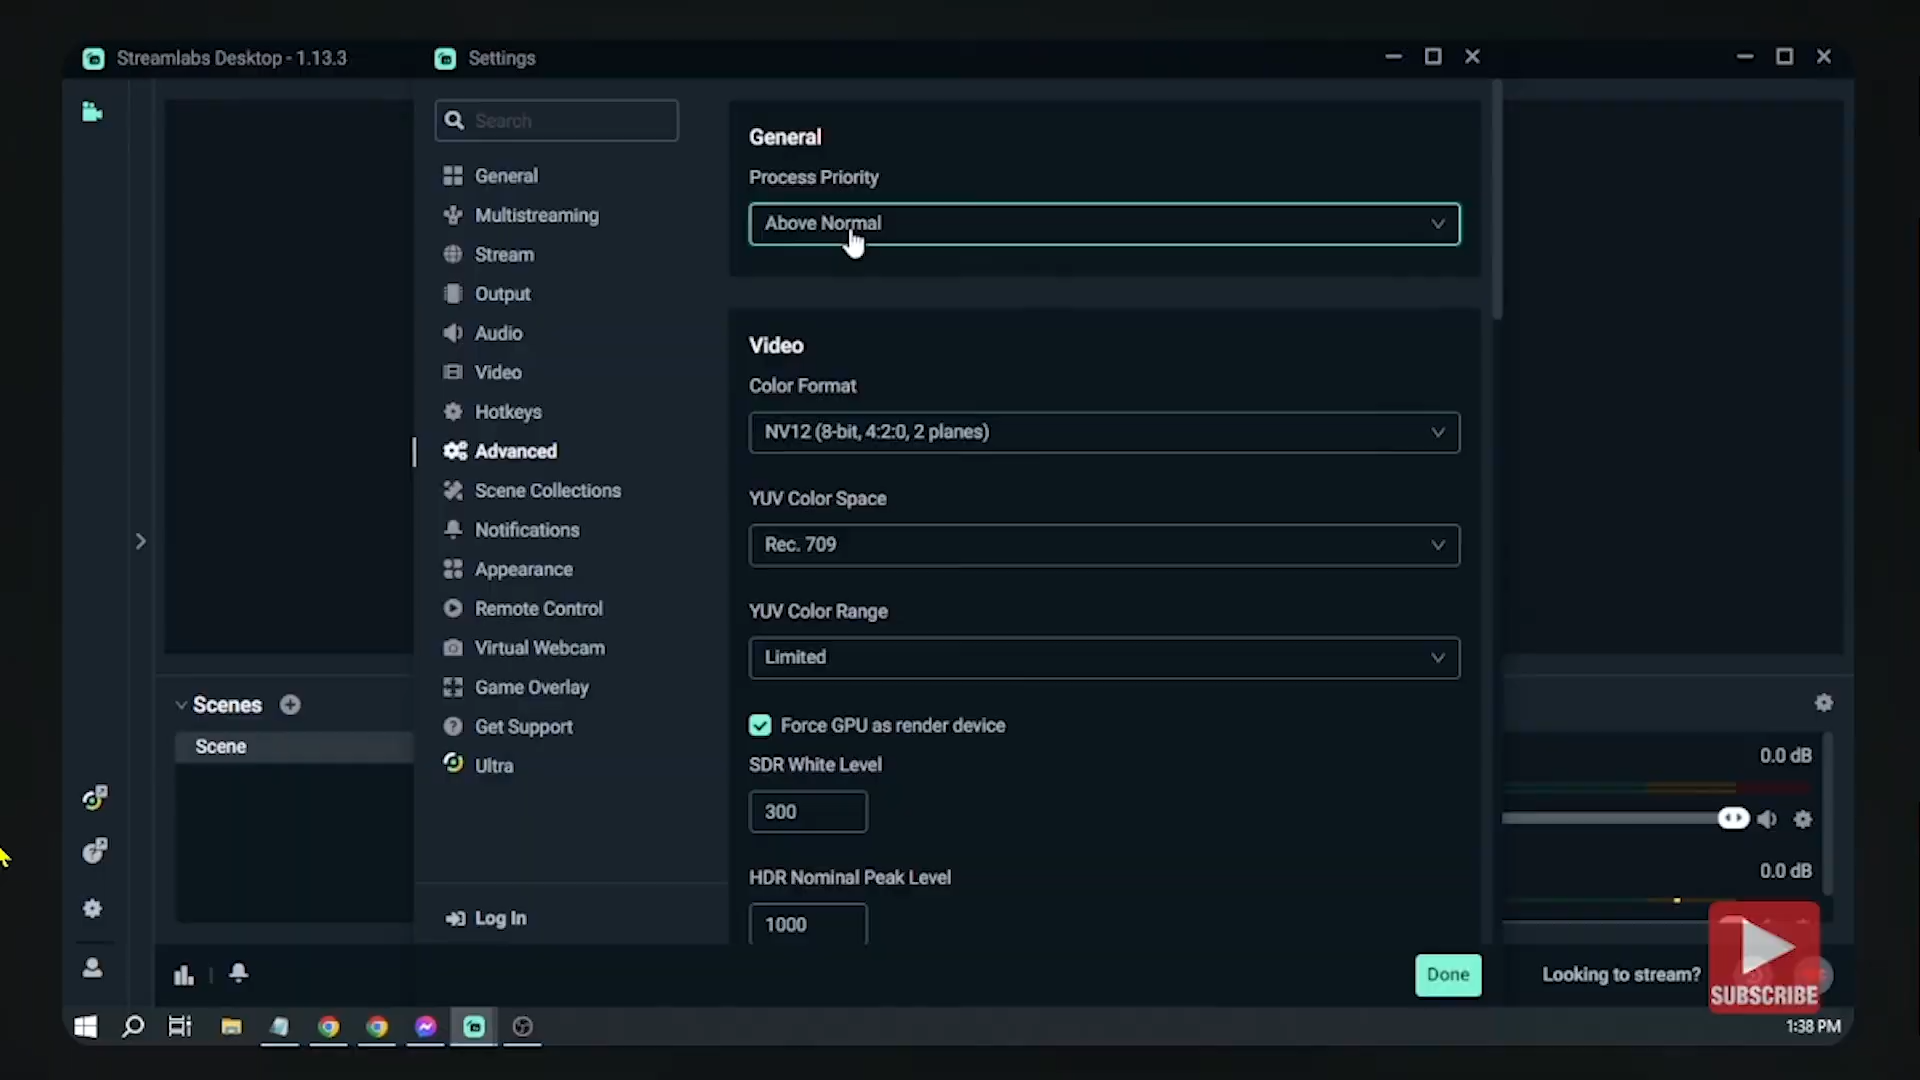 Streamlabs Desktop - 1.13.3
Settings
Search
General
Multistreaming
Stream
Output
Audio
Video
Hotkeys
Advanced
Scene Collections
Notifications
Appearance
Remote Control
Virtual Webcam
Game Overlay
Get Support
Ultra
Log In
General
Process Priority
Above Normal
Video
Color Format
NV12 (8-bit, 4:2:0, 2 planes)
YUV Color Space
Rec. 709
YUV Color Range
Limited
Force GPU as render device
SDR White Level
300
HDR Nominal Peak Level
1000
Done
Scenes
Scene
0.0 dB
0.0 dB
Looking to stream?
SUBSCRIBE
1:38 PM